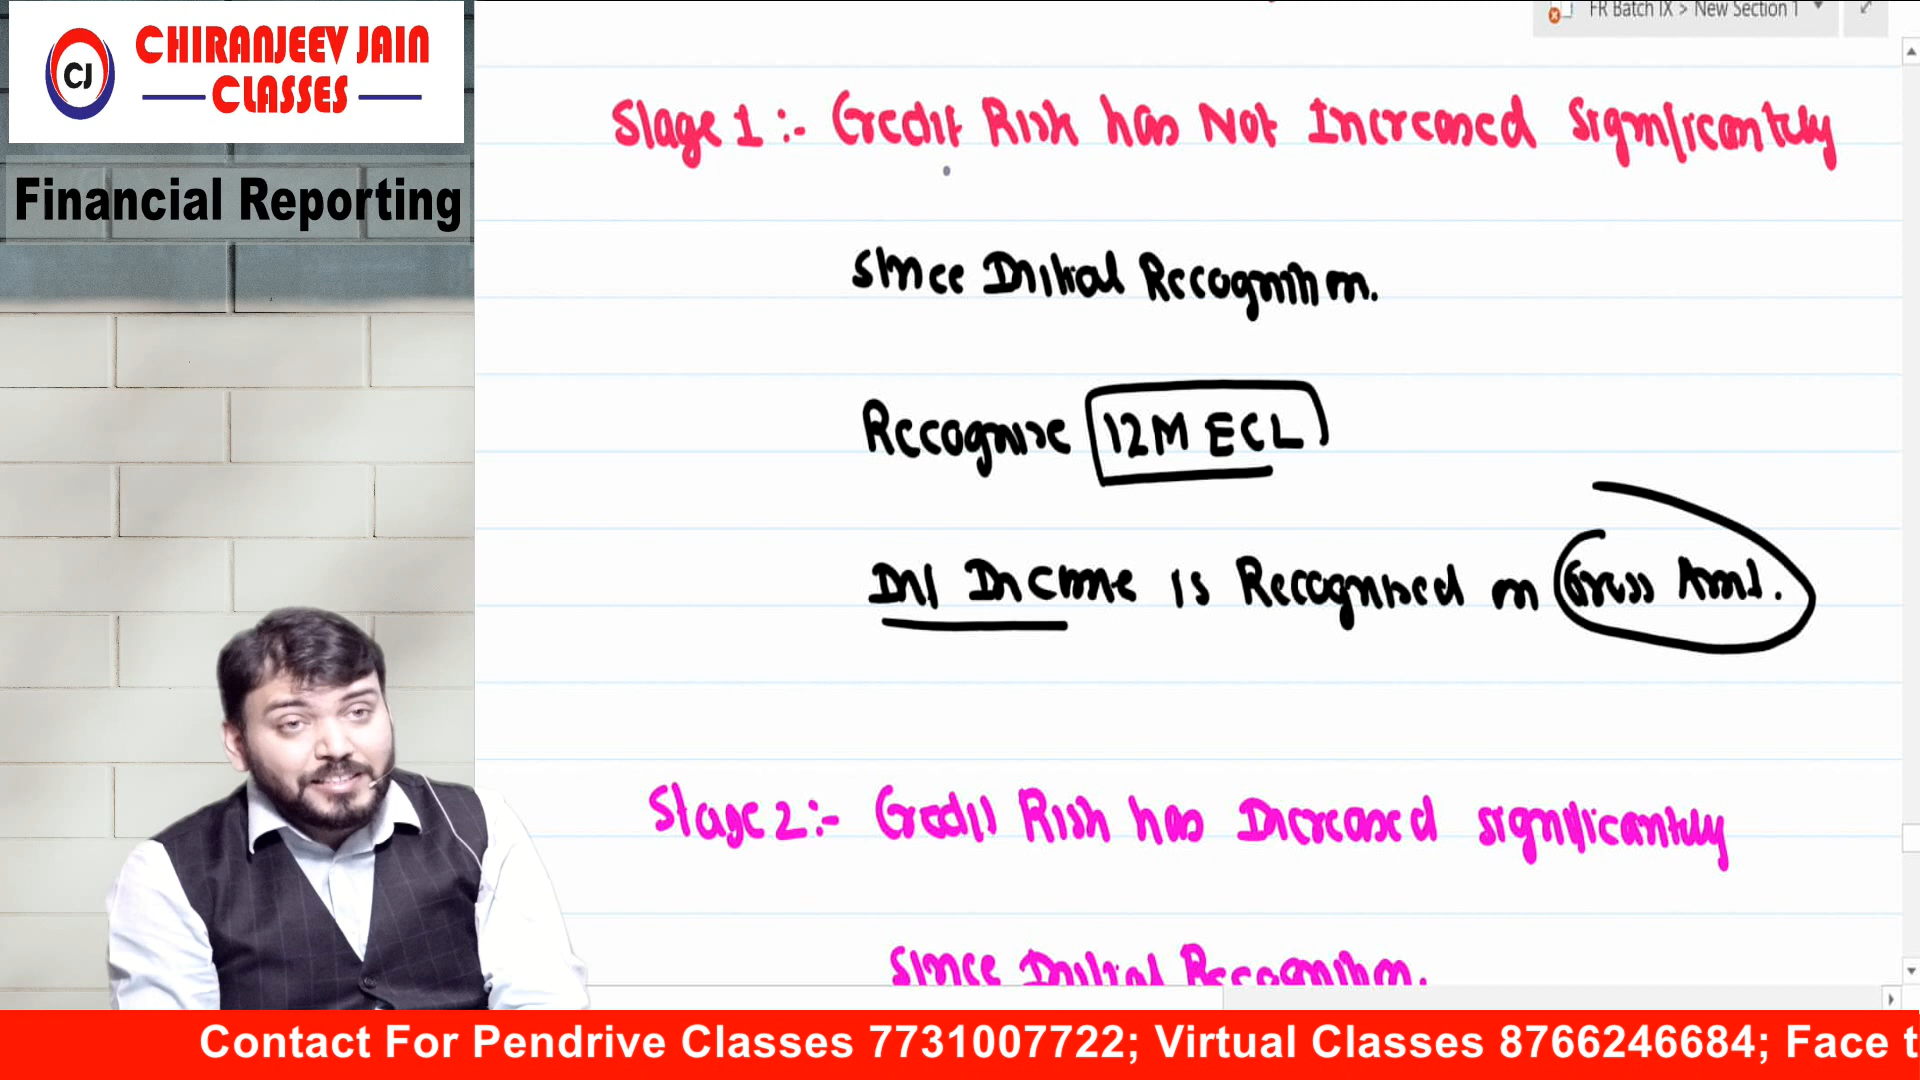 CHIRANJEEV JAIN
CJ
CLASSES
Financial Reporting
FR Batch IX > New Section 1
Stage 1 :- Credit Risk has Not Increased Significantely
Since Initial Recognition.
Recognise 12M ECL
Int Income is Recognised on Gross Amt.
Stage 2 :- Credit Risk has Increased significantely
Since Initial Recognition.
Contact For Pendrive Classes 7731007722; Virtual Classes 8766246684; Face t